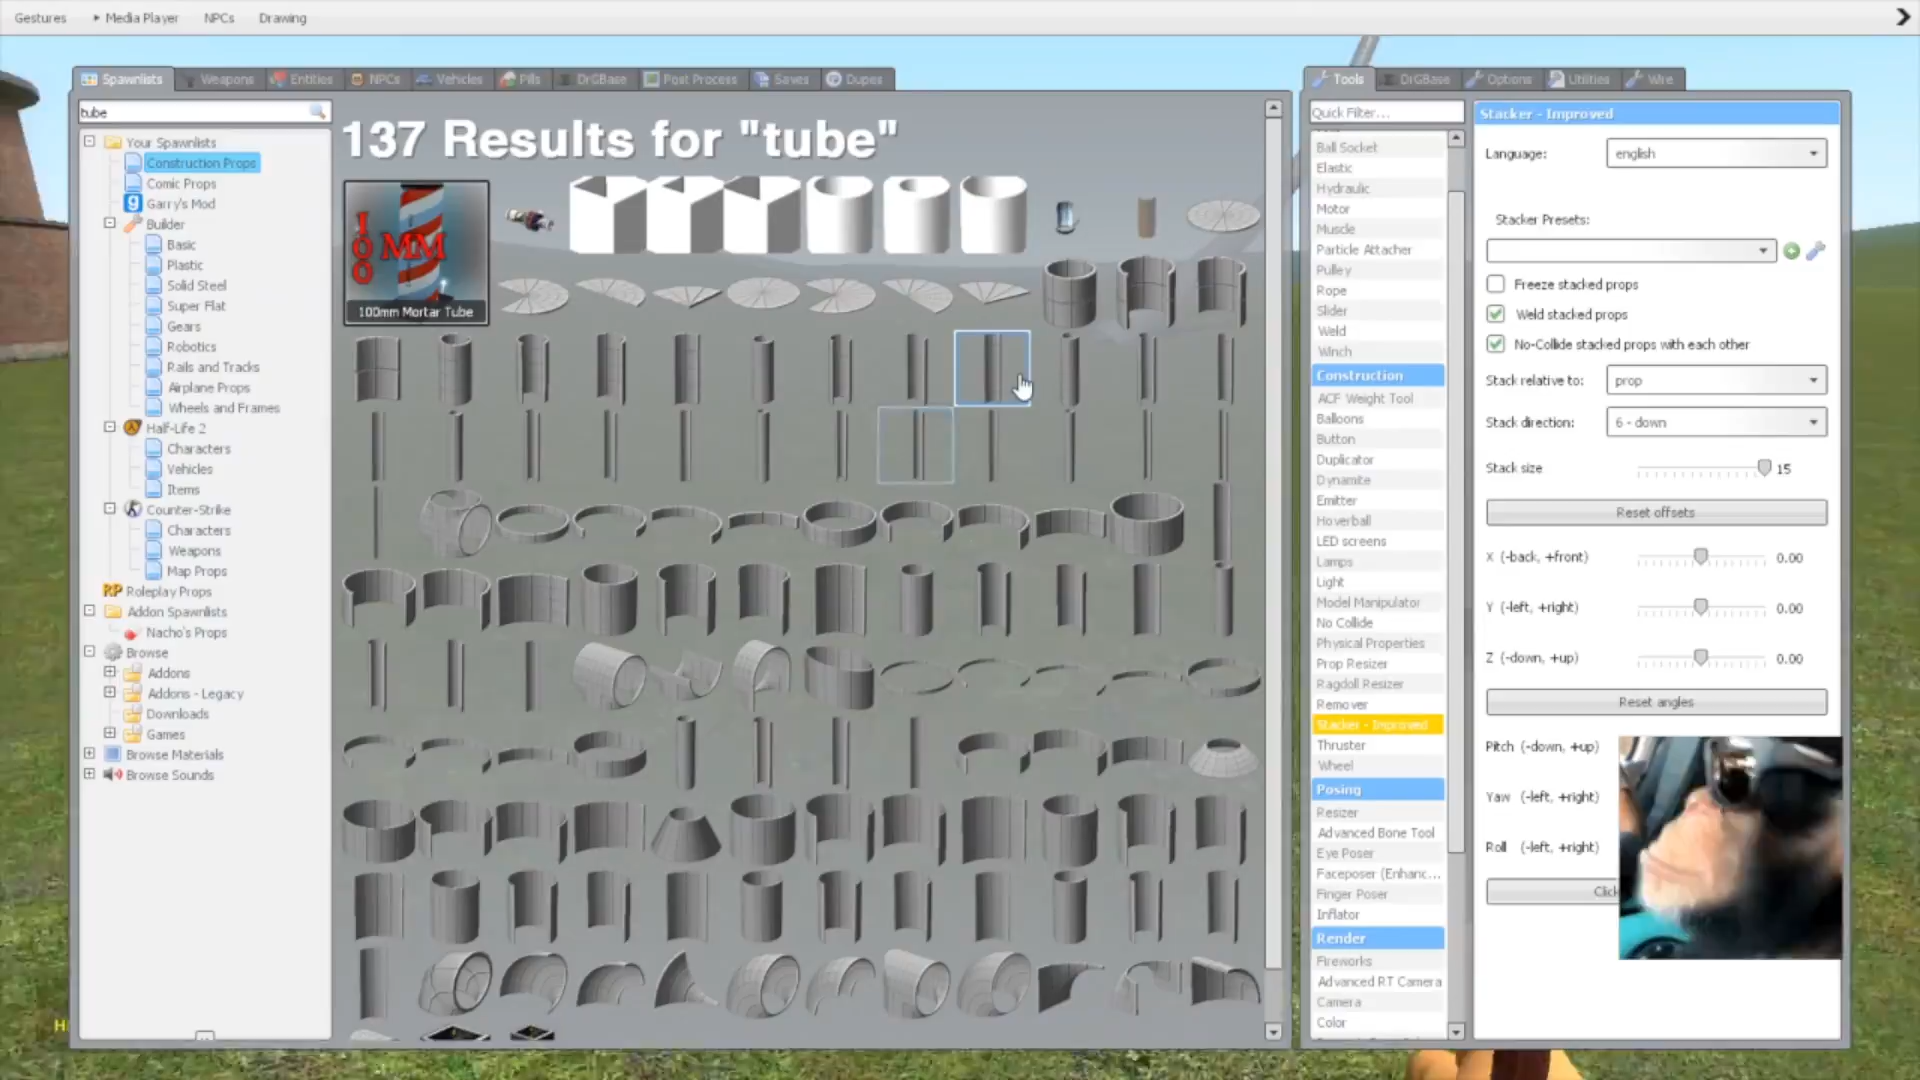 Gestures
Media Player
NPCs
Drawing
Spawnlists
Weapons
Entities
NPCs
Vehicles
Pills
DrGBase
Post Process
Saves
Dupes
tube
Your Spawnlists
Construction Props
Comic Props
Garry's Mod
Builder
Basic
Plastic
Solid Steel
Super Flat
Gears
Robotics
Rails and Tracks
Airplane Props
Wheels and Frames
Half-Life 2
Characters
Vehicles
Items
Counter-Strike
Characters
Weapons
Map Props
RP Roleplay Props
Addon Spawnlists
Nacho's Props
Browse
Addons
Addons - Legacy
Downloads
Games
Browse Materials
Browse Sounds
137 Results for "tube"
100 MM
100mm Mortar Tube
Tools
DrGBase
Options
Utilities
Wire
Quick Filter...
Ball Socket
Elastic
Hydraulic
Motor
Muscle
Particle Attacher
Pulley
Rope
Slider
Weld
Winch
Construction
ACF Weight Tool
Balloons
Button
Duplicator
Dynamite
Emitter
Hoverball
LED screens
Lamps
Light
Model Manipulator
No Collide
Physical Properties
Prop Resizer
Ragdoll Resizer
Remover
Stacker - Improved
Thruster
Wheel
Posing
Resizer
Advanced Bone Tool
Eye Poser
Faceposer (Enhanc...
Finger Poser
Inflator
Render
Fireworks
Advanced RT Camera
Camera
Color
Stacker - Improved
Language: english
Stacker Presets:
Freeze stacked props
Weld stacked props
No-Collide stacked props with each other
Stack relative to: prop
Stack direction: 6 - down
Stack size 15
Reset offsets
X (-back, +front) 0.00
Y (-left, +right) 0.00
Z (-down, +up) 0.00
Reset angles
Pitch (-down, +up)
Yaw (-left, +right)
Roll (-left, +right)
Click